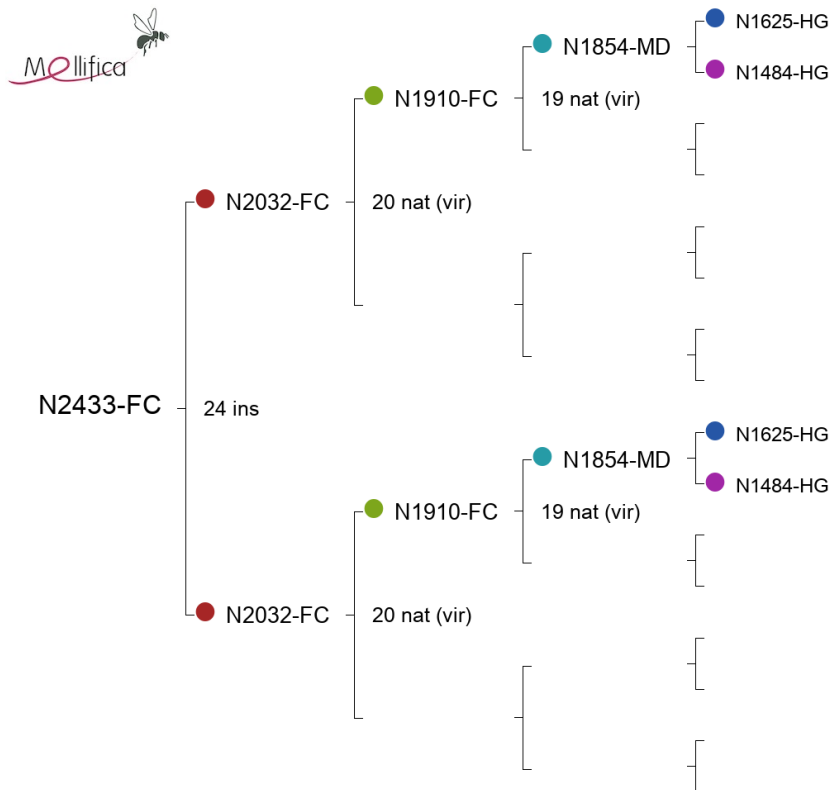 Mellifica
N1625-HG
N1854-MD
N1484-HG
N1910-FC
19 nat (vir)
N2032-FC
20 nat (vir)
N2433-FC
24 ins
N1625-HG
N1854-MD
N1484-HG
N1910-FC
19 nat (vir)
N2032-FC
20 nat (vir)